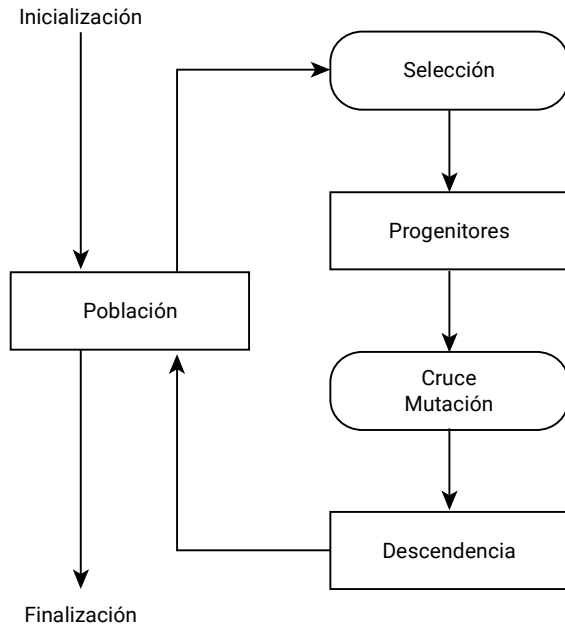 Inicialización
Selección
Progenitores
Población
Cruce
Mutación
Descendencia
Finalización